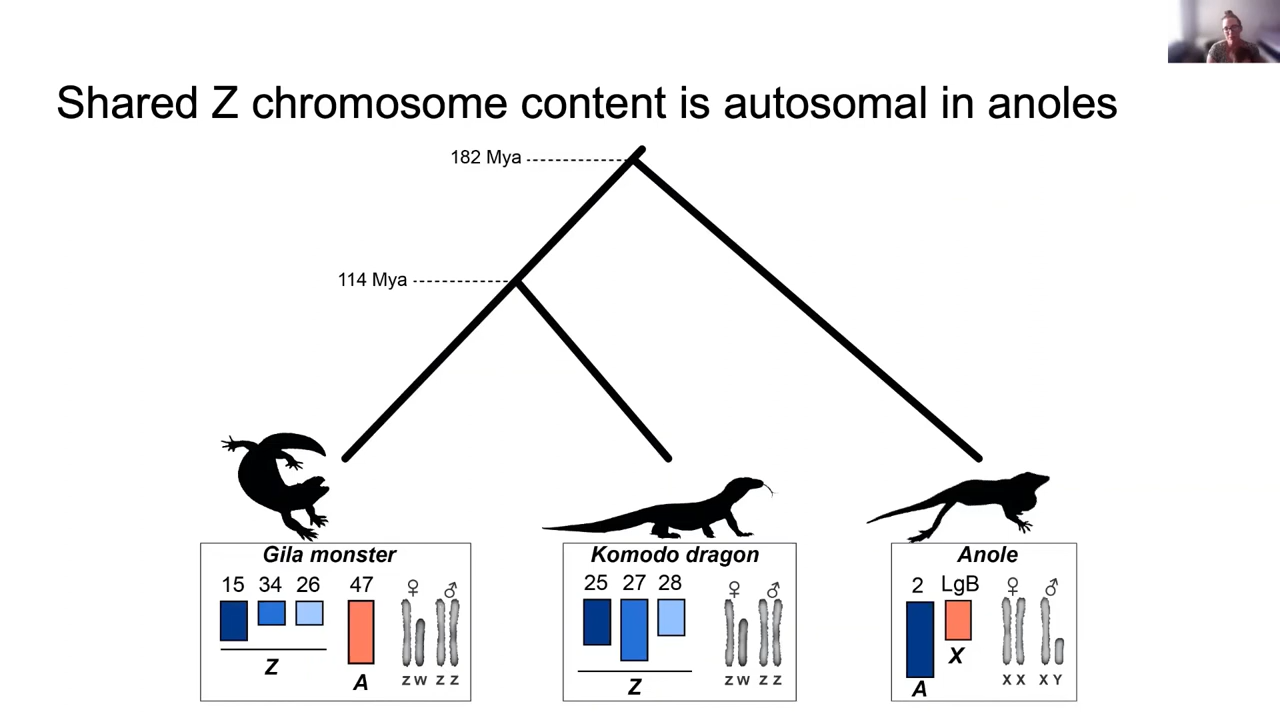 Shared Z chromosome content is autosomal in anoles
182 Mya
114 Mya
Gila monster
15 34 26 47 ♀ ♂
Z
A
Z W Z Z
Komodo dragon
25 27 28 ♀ ♂
Z
Z W Z Z
Anole
2 LgB ♀ ♂
X
A
X X X Y